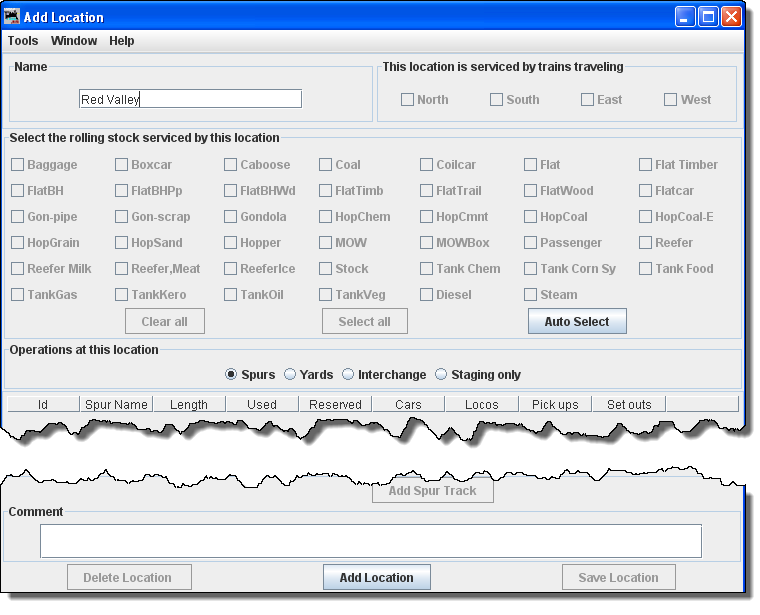 Add Location
Tools Window Help
Name
This location is serviced by trains traveling
Red Valley
North South East West
Select the rolling stock serviced by this location
Baggage Boxcar Caboose Coal Coilcar Flat Flat Timber
FlatBH FlatBHPp FlatBHWd FlatTimb FlatTrail FlatWood Flatcar
Gon-pipe Gon-scrap Gondola HopChem HopCmnt HopCoal HopCoal-E
HopGrain HopSand Hopper MOW MOWBox Passenger Reefer
Reefer Milk Reefer,Meat ReeferIce Stock Tank Chem Tank Corn Sy Tank Food
TankGas TankKero TankOil TankVeg Diesel Steam
Clear all Select all Auto Select
Operations at this location
Spurs Yards Interchange Staging only
Id Spur Name Length Used Reserved Cars Locos Pick ups Set outs
Add Spur Track
Comment
Delete Location Add Location Save Location